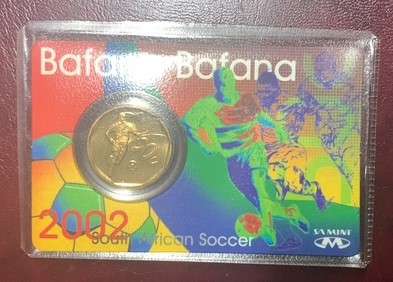 Bafana Bafana
2002
South African Soccer
SA MINT